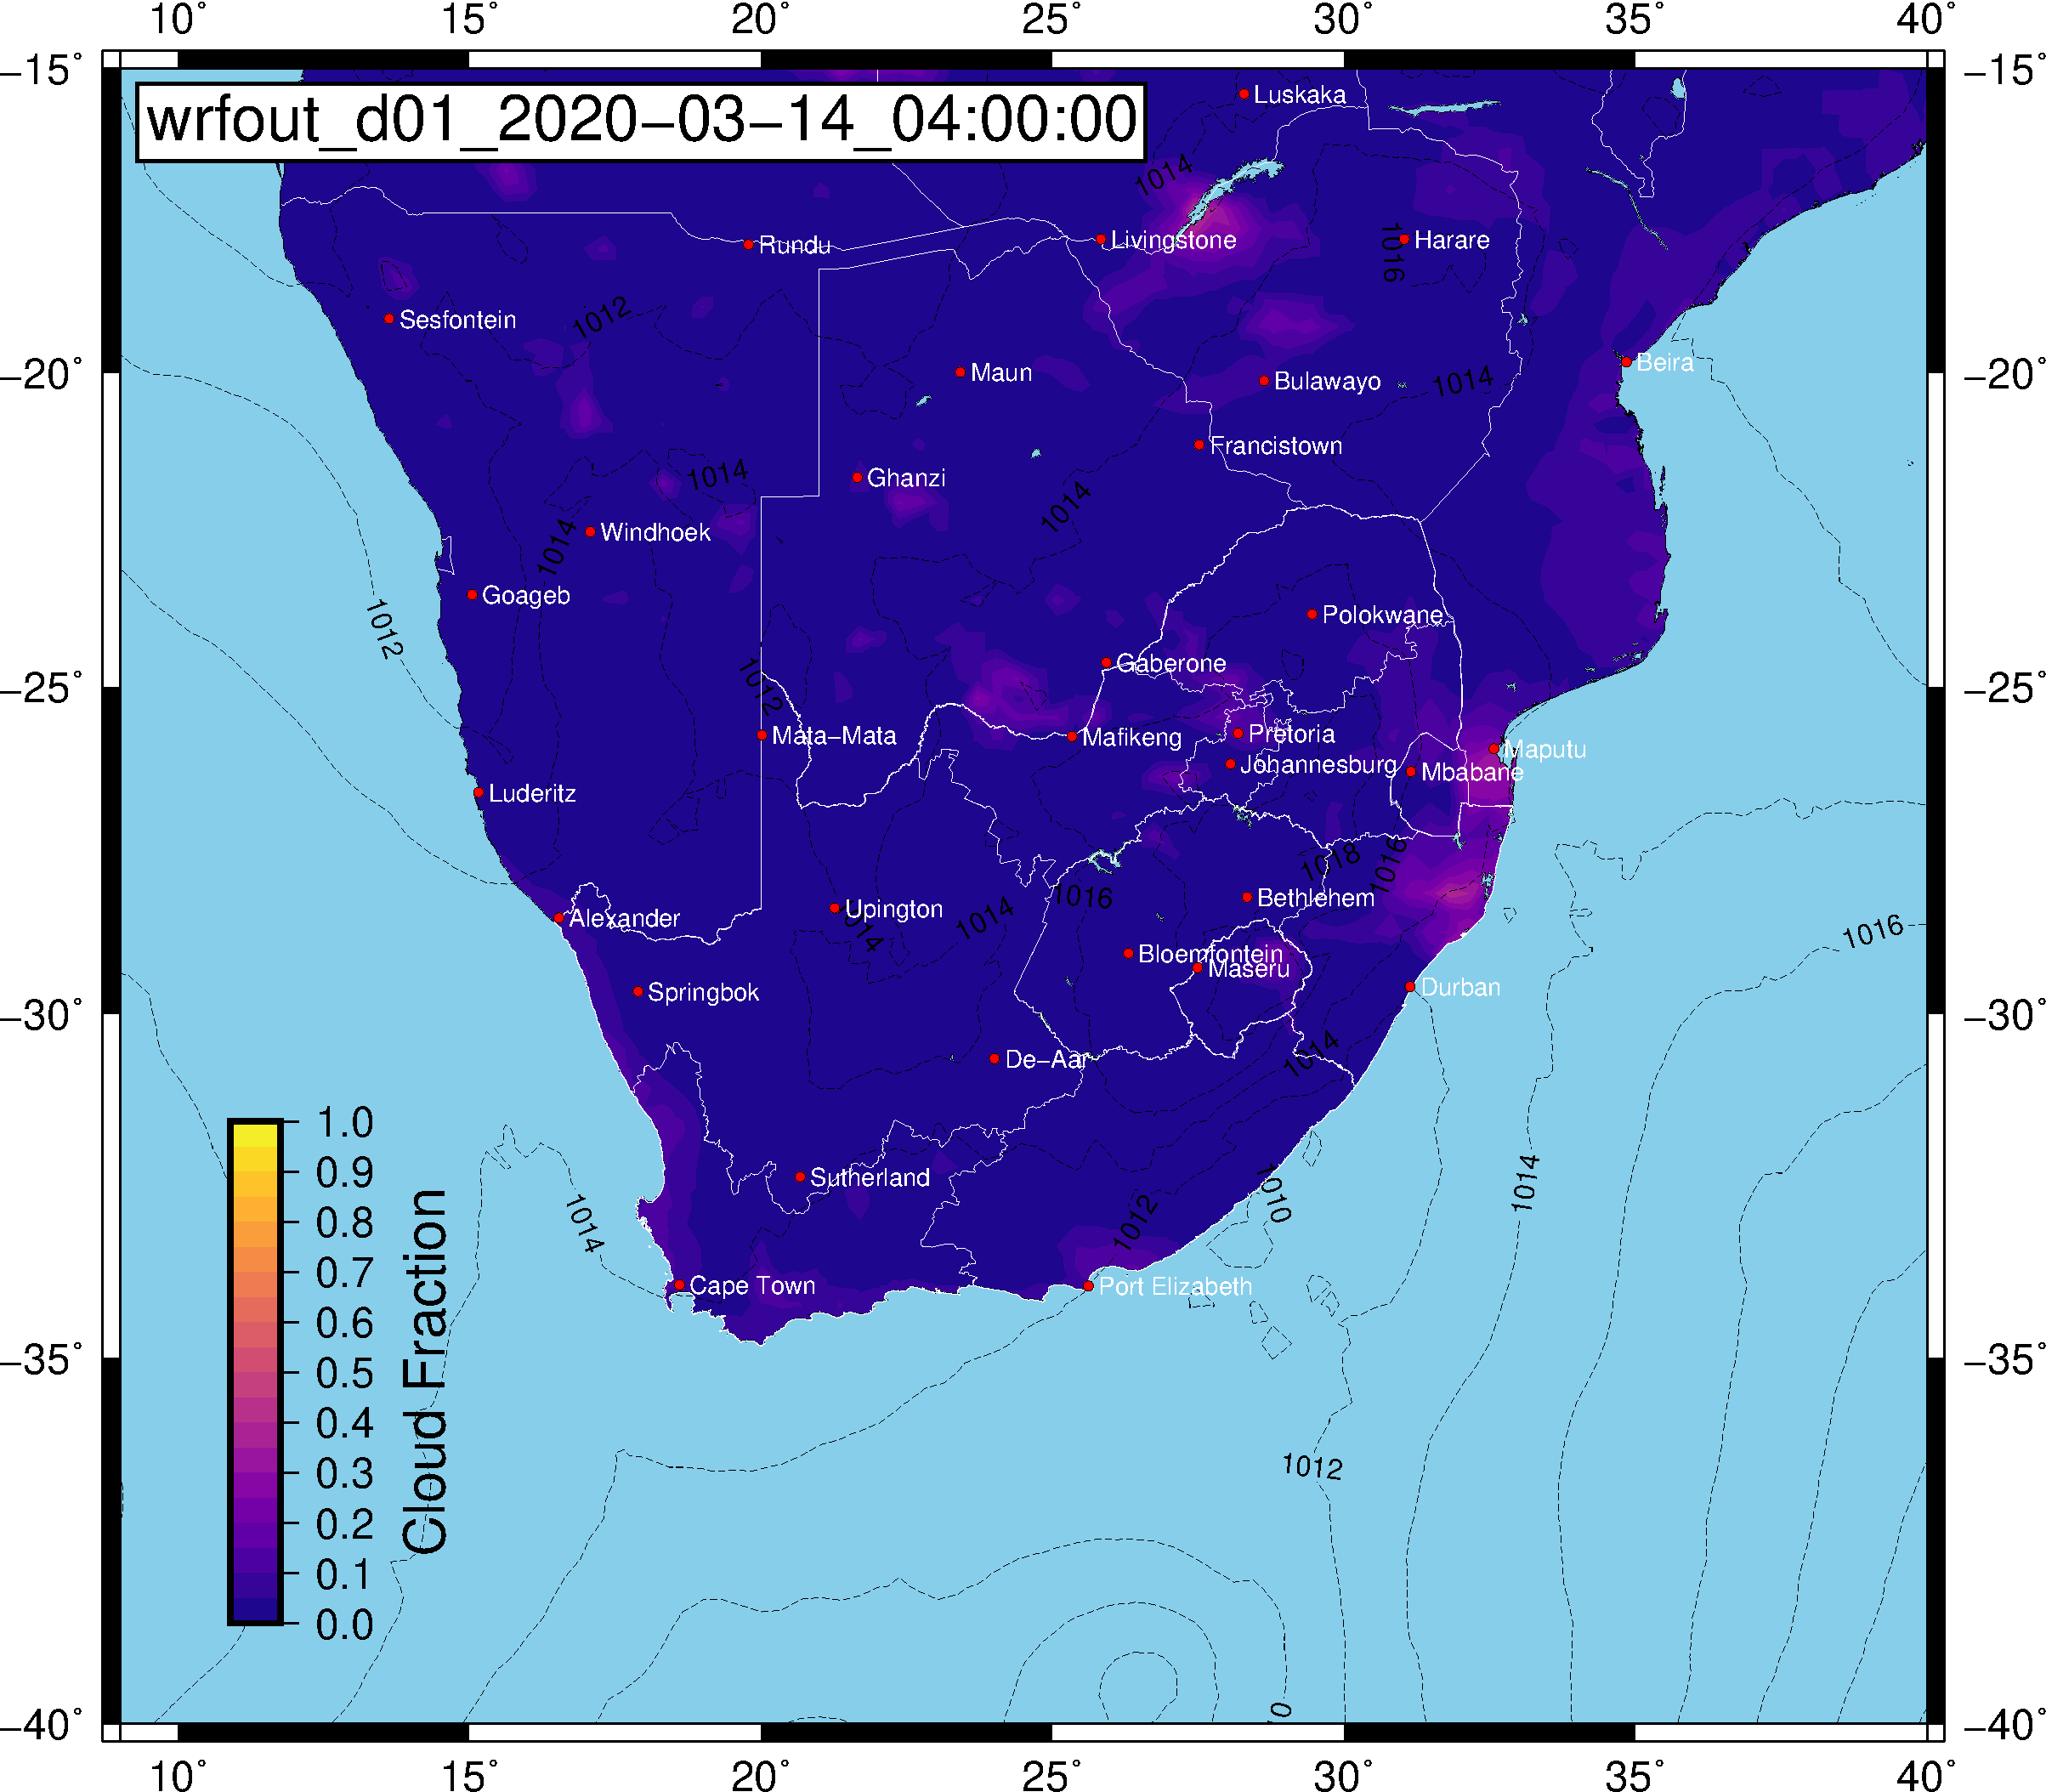 10° 15° 20° 25° 30° 35° 40°
−15° −15°
wrfout_d01_2020−03−14_04:00:00
Luskaka
1014
Rundu
Livingstone
1016
Harare
Sesfontein
1012
−20° −20°
Maun
Bulawayo
1014
Beira
Francistown
1014
Ghanzi
1014
1014
Windhoek
Goageb
1012
Polokwane
Gaberone
−25° −25°
1012
Mata−Mata
Mafikeng
Pretoria
Johannesburg
Mbabane
Maputu
Luderitz
1018
1016
1016
Bethlehem
Alexander
Upington
1014
1014
1016
Bloemfontein
Maseru
Springbok
Durban
−30° −30°
1014
De−Aar
Sutherland
1014
1012
1010
1014
Cape Town
Port Elizabeth
−35° −35°
1012
1.0
0.9
0.8
0.7
0.6
0.5
0.4
0.3
0.2
0.1
0.0
Cloud Fraction
0
−40° −40°
10° 15° 20° 25° 30° 35° 40°